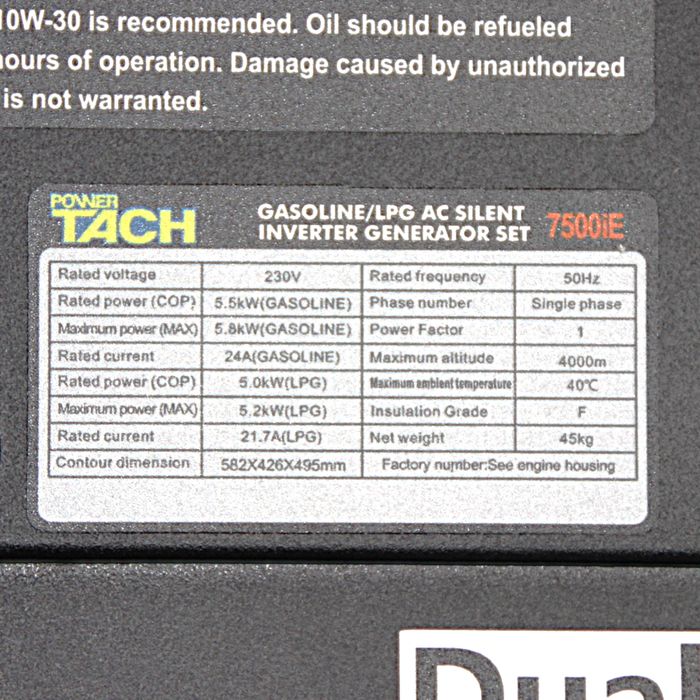 10W-30 is recommended. Oil should be refueled
hours of operation. Damage caused by unauthorized
is not warranted.
POWER
TACH
GASOLINE/LPG AC SILENT
INVERTER GENERATOR SET 7500iE
Rated voltage 230V Rated frequency 50Hz
Rated power (COP) 5.5kW(GASOLINE) Phase number Single phase
Maximum power (MAX) 5.8kW(GASOLINE) Power Factor 1
Rated current 24A(GASOLINE) Maximum altitude 4000m
Rated power (COP) 5.0kW(LPG) Maximum ambient temperature 40℃
Maximum power (MAX) 5.2kW(LPG) Insulation Grade F
Rated current 21.7A(LPG) Net weight 45kg
Contour dimension 582X426X495mm Factory number:See engine housing
Dual